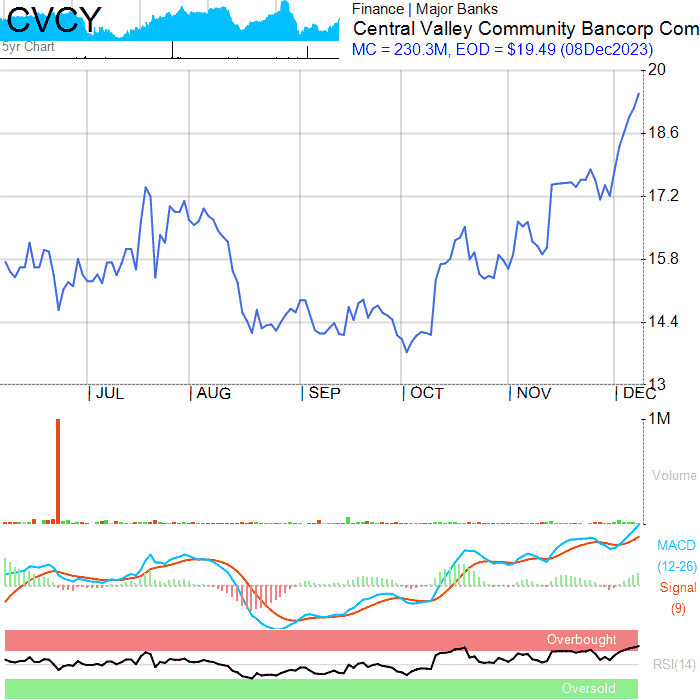 CVCY
5yr Chart
Finance | Major Banks
Central Valley Community Bancorp Com
MC = 230.3M, EOD = $19.49 (08Dec2023)
20
18.6
17.2
15.8
14.4
13
JUL AUG SEP OCT NOV DEC
1M
Volume
MACD
(12-26)
Signal
(9)
Overbought
RSI(14)
Oversold